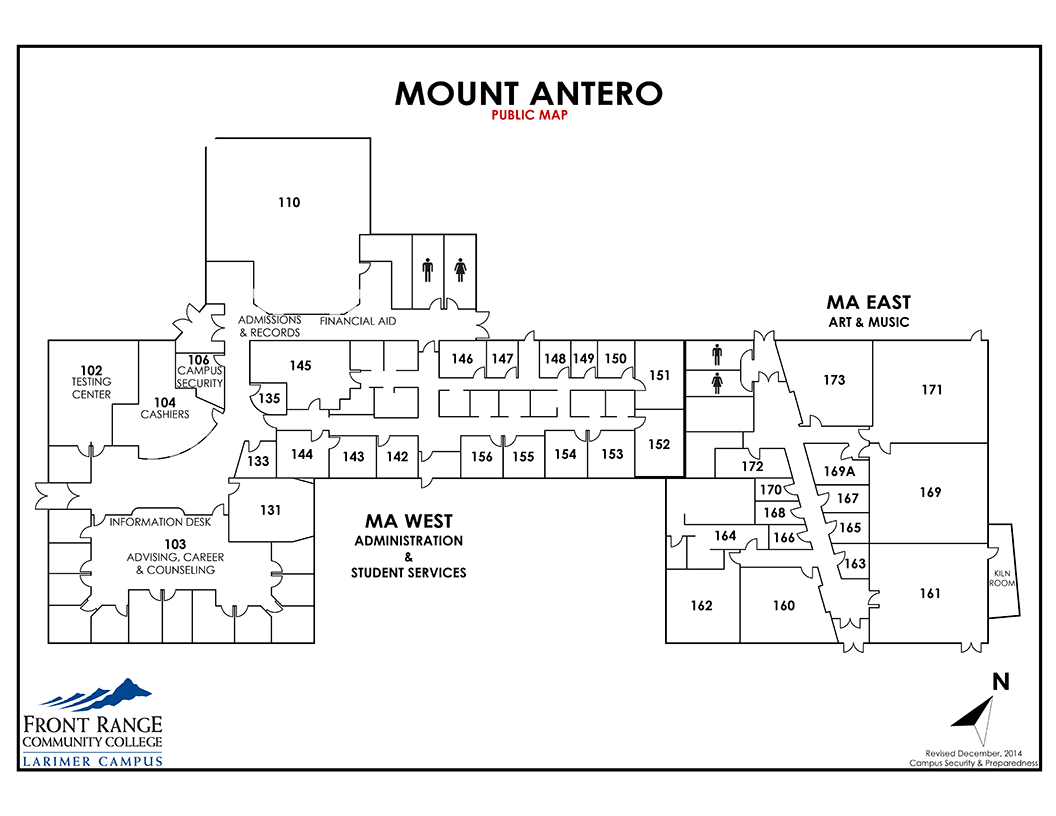 MOUNT ANTERO
PUBLIC MAP
110
ADMISSIONS
& RECORDS
FINANCIAL AID
MA EAST
ART & MUSIC
102
TESTING
CENTER
104
CASHIERS
106
CAMPUS
SECURITY
145
135
146
147
148
149
150
151
173
171
133
144
143
142
156
155
154
153
152
172
169A
169
170
167
168
165
166
164
163
131
INFORMATION DESK
103
ADVISING, CAREER
& COUNSELING
MA WEST
ADMINISTRATION
&
STUDENT SERVICES
162
160
161
KILN
ROOM
N
FRONT RANGE
COMMUNITY COLLEGE
LARIMER CAMPUS
Revised December, 2014
Campus Security & Preparedness